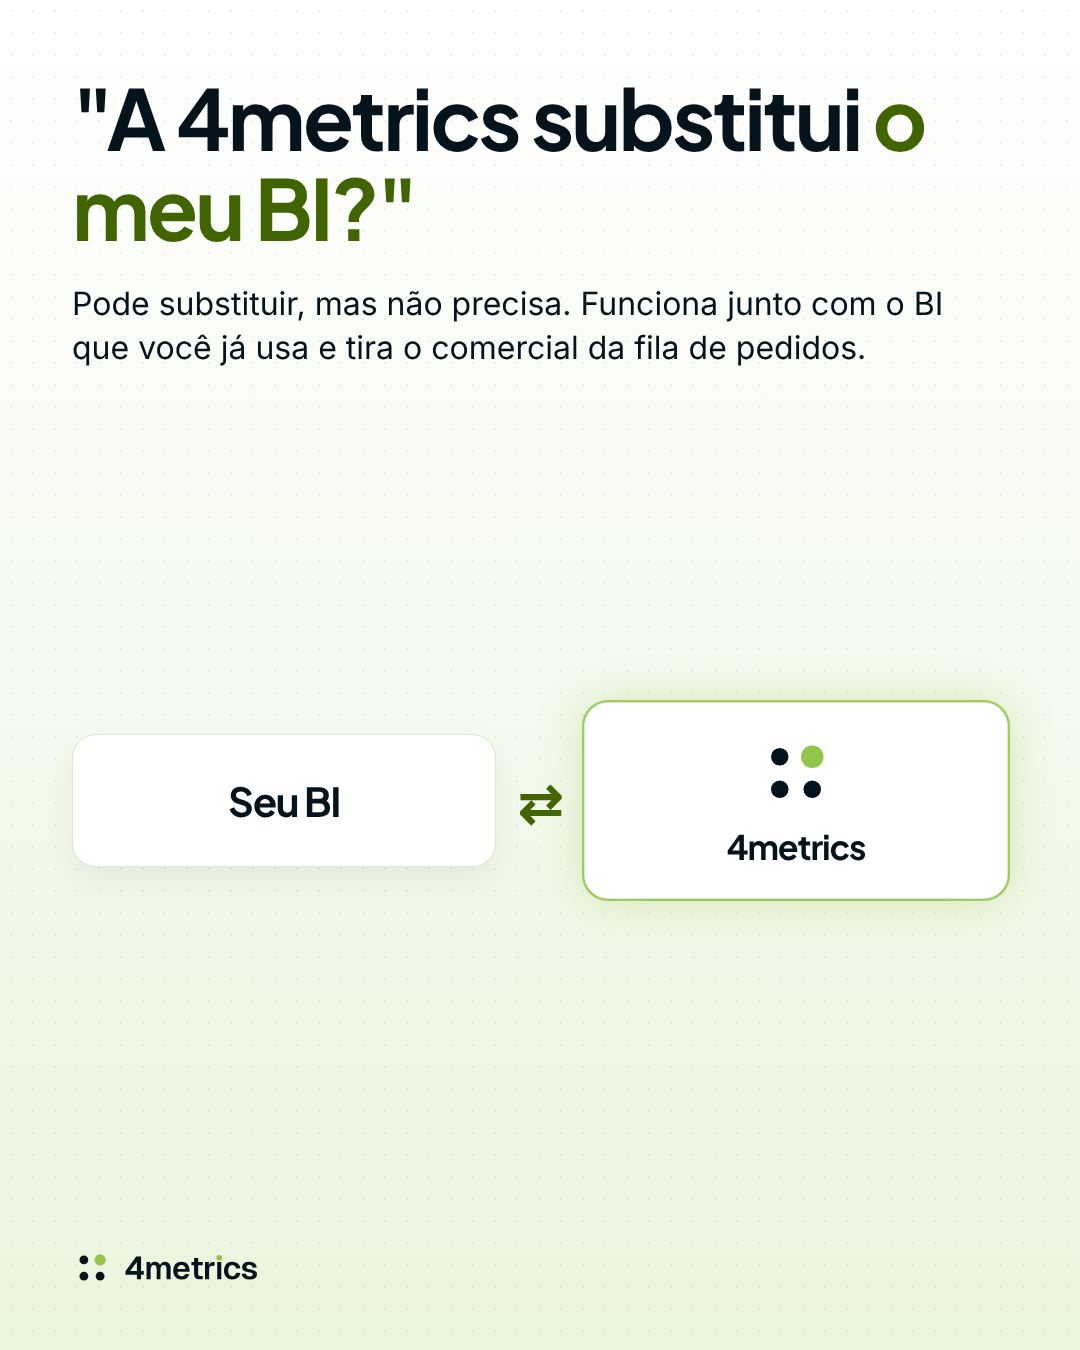 "A 4metrics substitui o
meu BI?"
Pode substituir, mas não precisa. Funciona junto com o BI
que você já usa e tira o comercial da fila de pedidos.
Seu BI
⇄
4metrics
4metrics